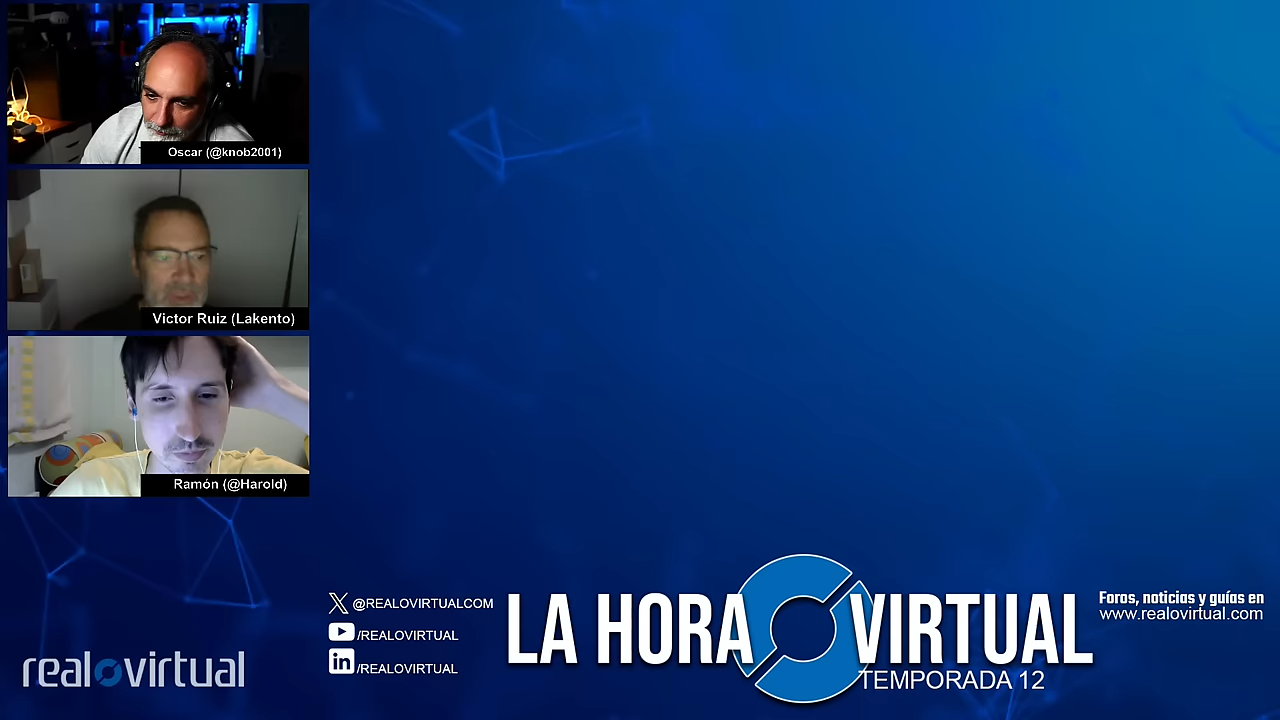 Oscar (@knob2001)
Victor Ruiz (Lakento)
Ramón (@Harold)
@REALOVIRTUALCOM
/REALOVIRTUAL
/REALOVIRTUAL
LA HORA VIRTUAL
TEMPORADA 12
Foros, noticias y guías en
www.realovirtual.com
realovirtual